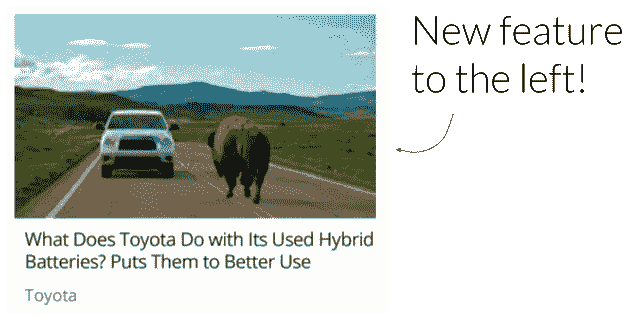 New feature
to the left!
What Does Toyota Do with Its Used Hybrid
Batteries? Puts Them to Better Use
Toyota